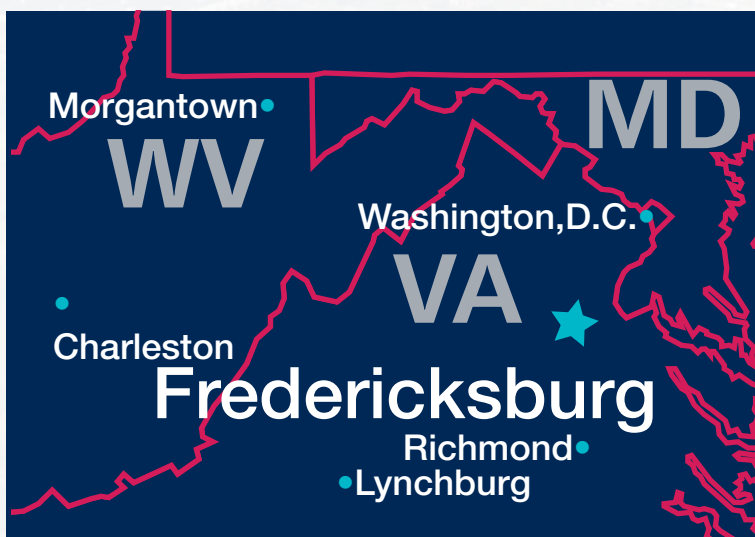 MD
Morgantown
WV
Washington,D.C.
VA
Charleston
Fredericksburg
Richmond
Lynchburg